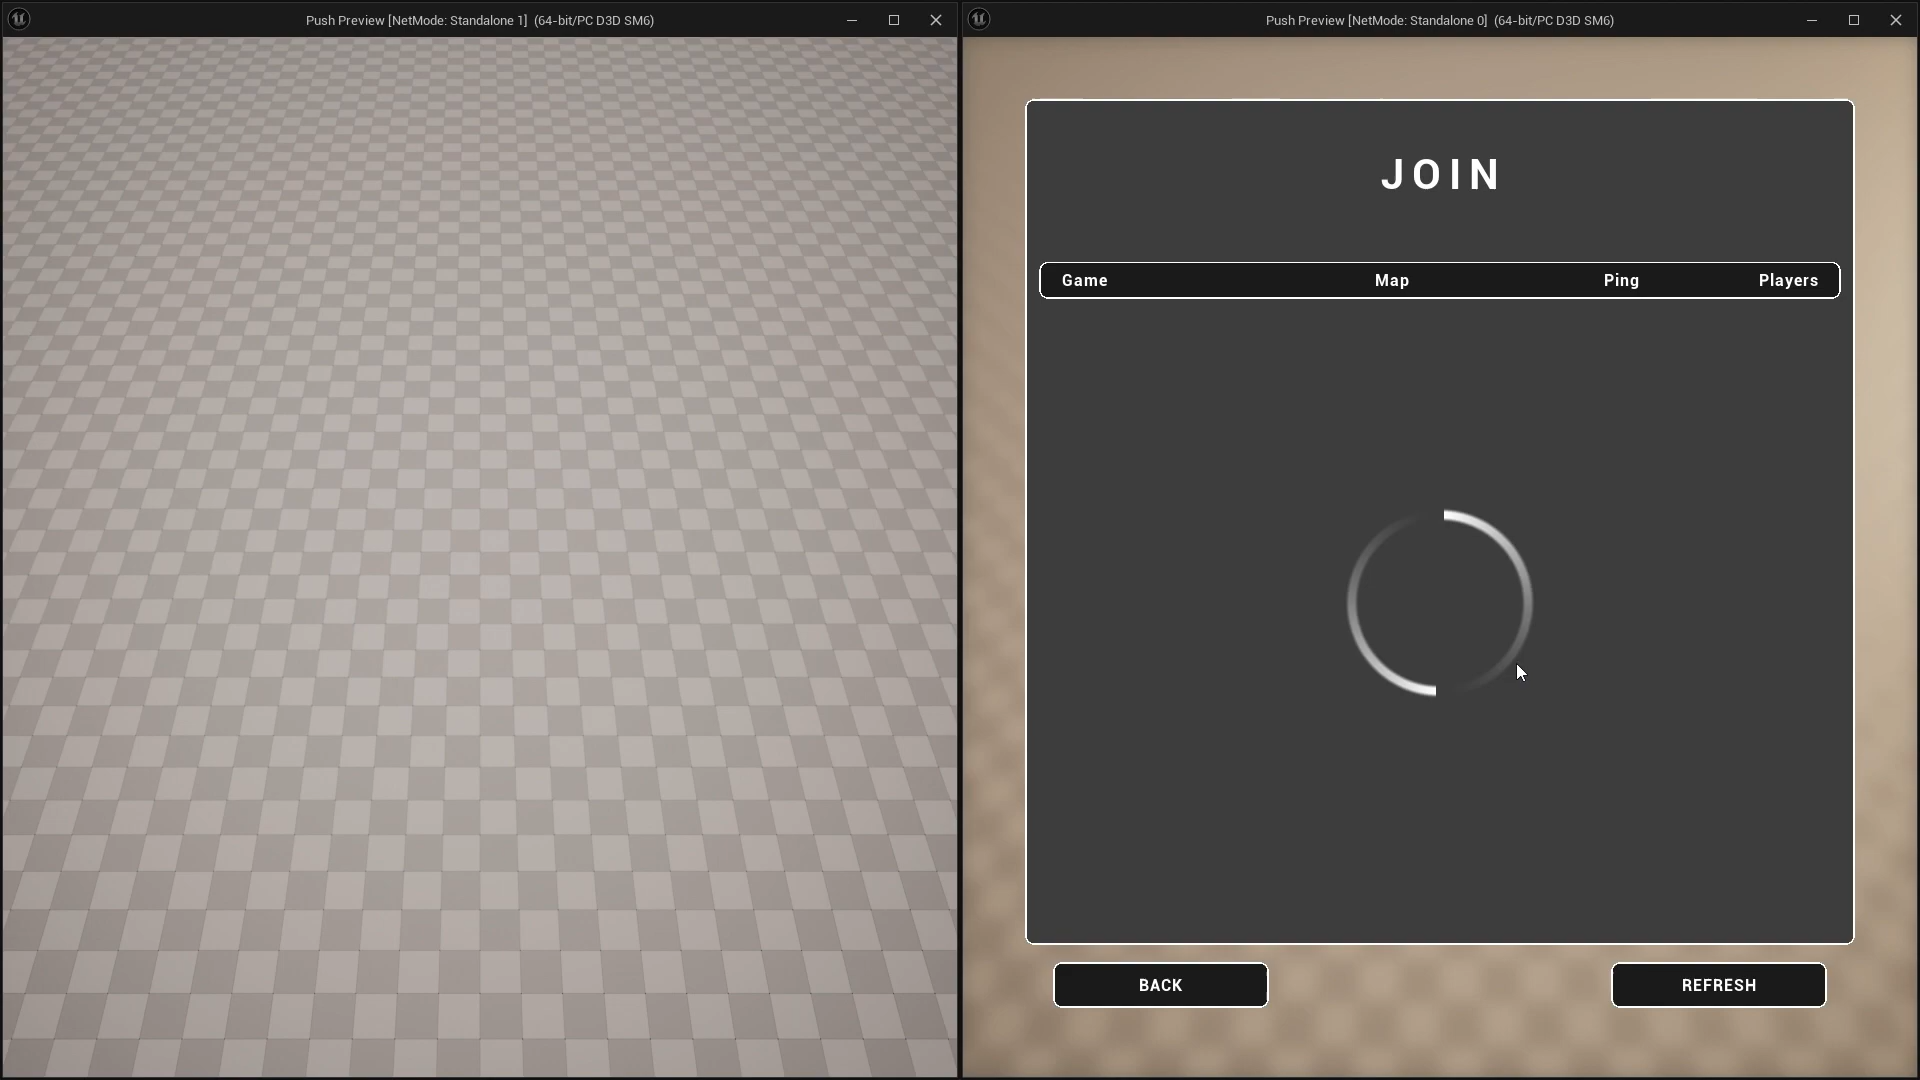 Push Preview [NetMode: Standalone 1] (64-bit/PC D3D SM6)
Push Preview [NetMode: Standalone 0] (64-bit/PC D3D SM6)
JOIN
Game Map Ping Players
BACK REFRESH